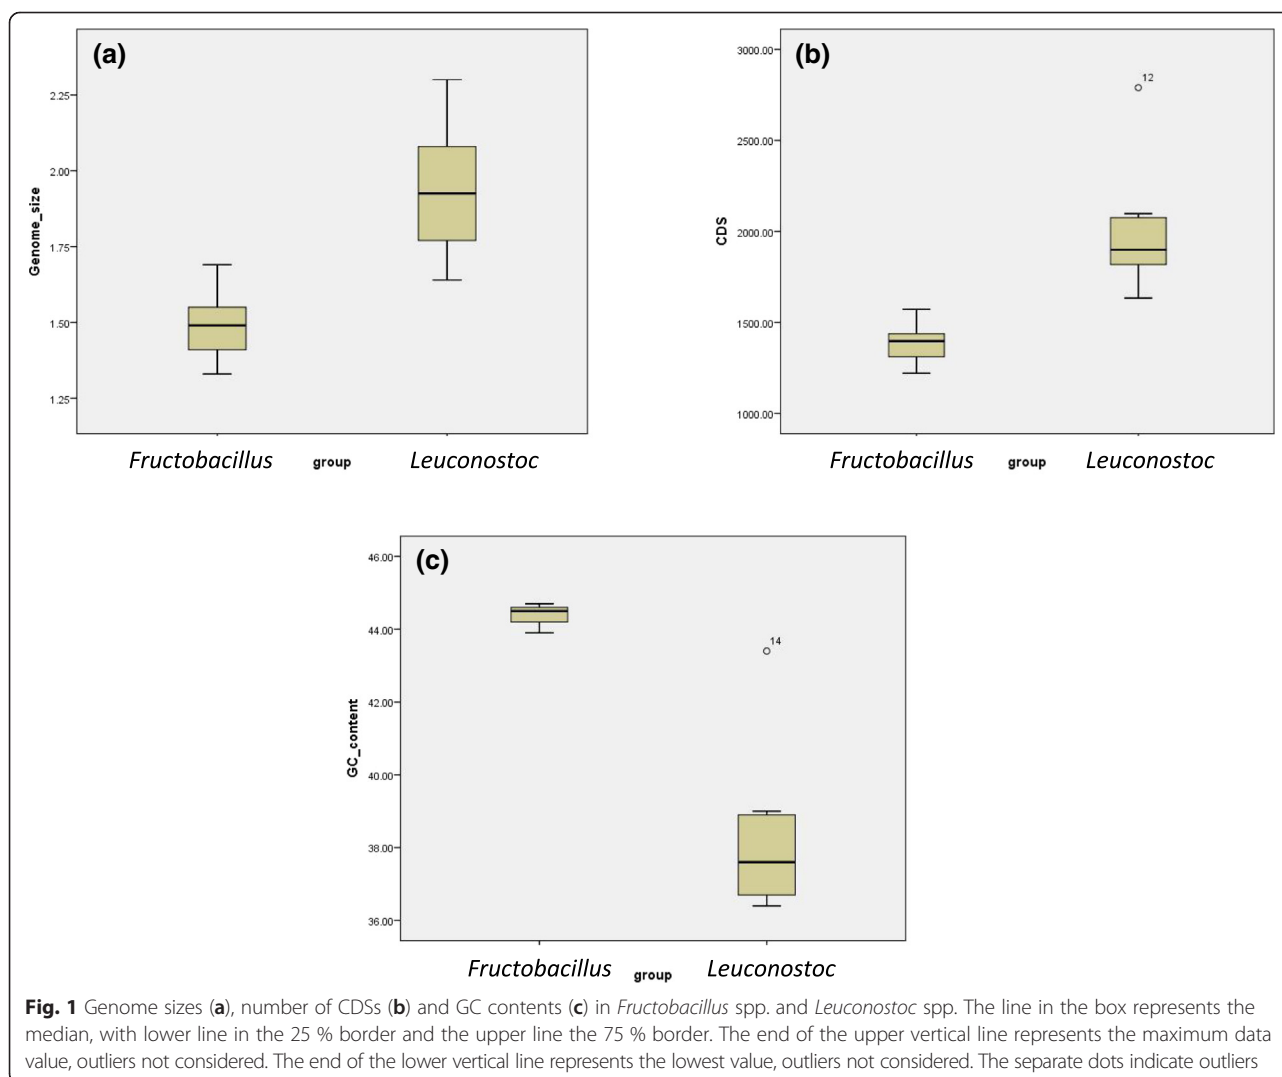 (a)
2.25
2.00
1.75
1.50
1.25
Genome_size
Fructobacillus group Leuconostoc
(b)
3000.00
2500.00
2000.00
1500.00
1000.00
CDS
12
Fructobacillus group Leuconostoc
(c)
46.00
44.00
42.00
40.00
38.00
36.00
GC_content
14
Fructobacillus group Leuconostoc
Fig. 1 Genome sizes (a), number of CDSs (b) and GC contents (c) in Fructobacillus spp. and Leuconostoc spp. The line in the box represents the
median, with lower line in the 25 % border and the upper line the 75 % border. The end of the upper vertical line represents the maximum data
value, outliers not considered. The end of the lower vertical line represents the lowest value, outliers not considered. The separate dots indicate outliers